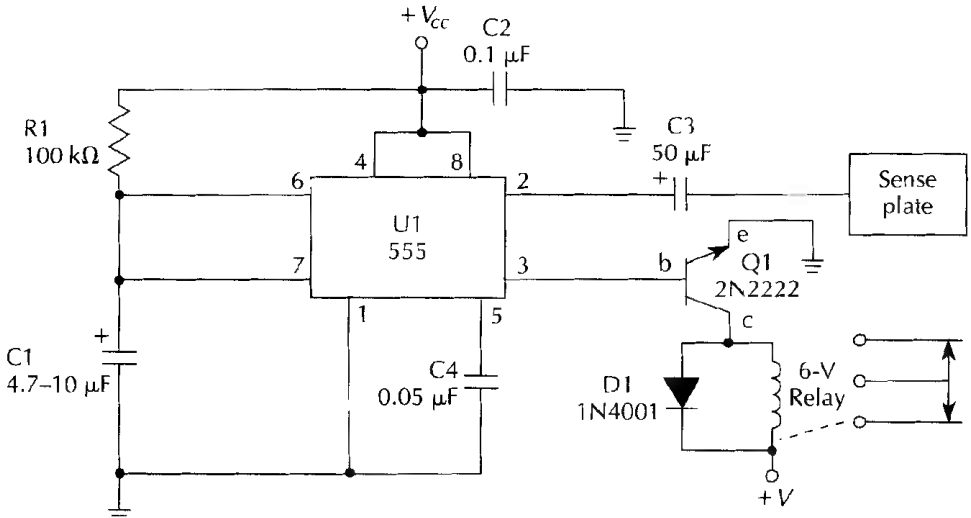 +Vcc
C2
0.1 µF
R1
100 kΩ
C3
50 µF
+
4
8
6
2
Sense
plate
U1
555
7
3
b
e
Q1
2N2222
1
5
c
+
C1
4.7–10 µF
C4
0.05 µF
D1
1N4001
6-V
Relay
+V